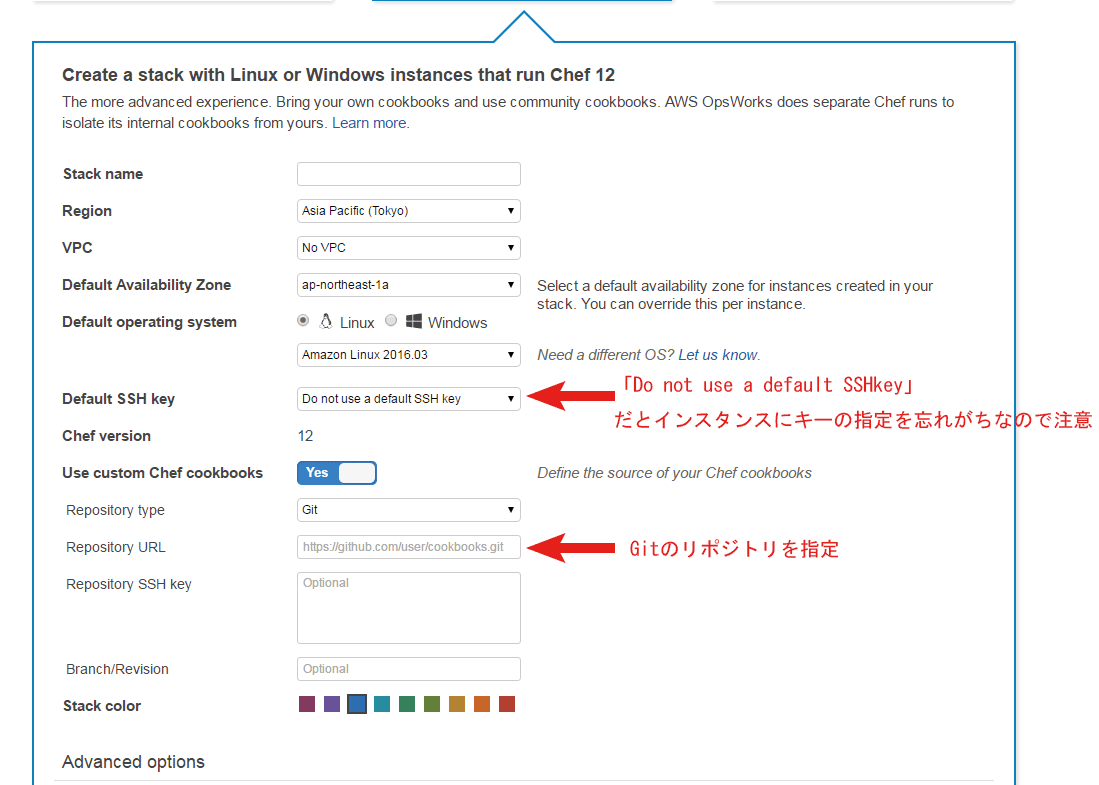 Create a stack with Linux or Windows instances that run Chef 12
The more advanced experience. Bring your own cookbooks and use community cookbooks. AWS OpsWorks does separate Chef runs to
isolate its internal cookbooks from yours. Learn more.
Stack name
Region
Asia Pacific (Tokyo)
VPC
No VPC
Default Availability Zone
ap-northeast-1a
Select a default availability zone for instances created in your
stack. You can override this per instance.
Default operating system
Linux
Windows
Amazon Linux 2016.03
Need a different OS? Let us know.
Default SSH key
Do not use a default SSH key
「Do not use a default SSHkey」
だとインスタンスにキーの指定を忘れがちなので注意
Chef version
12
Use custom Chef cookbooks
Yes
Define the source of your Chef cookbooks
Repository type
Git
Repository URL
https://github.com/user/cookbooks.git
Gitのリポジトリを指定
Repository SSH key
Optional
Branch/Revision
Optional
Stack color
Advanced options